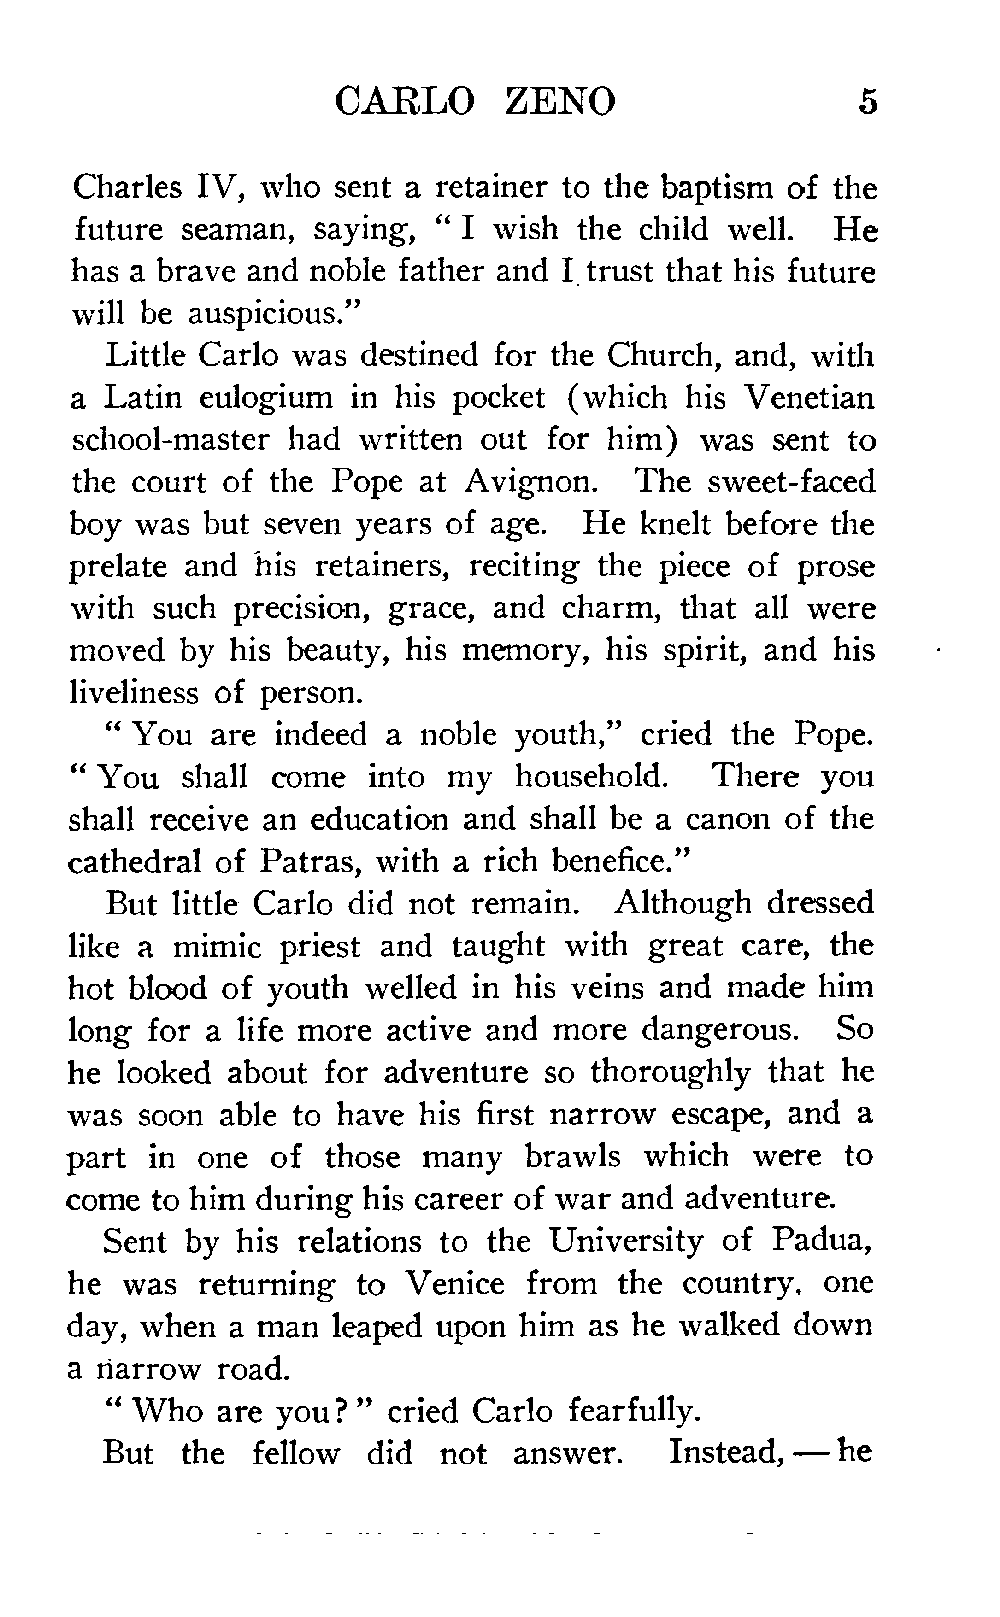 CARLO ZENO 5
Charles IV, who sent a retainer to the baptism of the
future seaman, saying, “ I wish the child well. He
has a brave and noble father and I trust that his future
will be auspicious.”
Little Carlo was destined for the Church, and, with
a Latin eulogium in his pocket (which his Venetian
school-master had written out for him) was sent to
the court of the Pope at Avignon. The sweet-faced
boy was but seven years of age. He knelt before the
prelate and his retainers, reciting the piece of prose
with such precision, grace, and charm, that all were
moved by his beauty, his memory, his spirit, and his
liveliness of person.
“ You are indeed a noble youth,” cried the Pope.
“ You shall come into my household. There you
shall receive an education and shall be a canon of the
cathedral of Patras, with a rich benefice.”
But little Carlo did not remain. Although dressed
like a mimic priest and taught with great care, the
hot blood of youth welled in his veins and made him
long for a life more active and more dangerous. So
he looked about for adventure so thoroughly that he
was soon able to have his first narrow escape, and a
part in one of those many brawls which were to
come to him during his career of war and adventure.
Sent by his relations to the University of Padua,
he was returning to Venice from the country, one
day, when a man leaped upon him as he walked down
a narrow road.
“ Who are you? ” cried Carlo fearfully.
But the fellow did not answer. Instead, — he